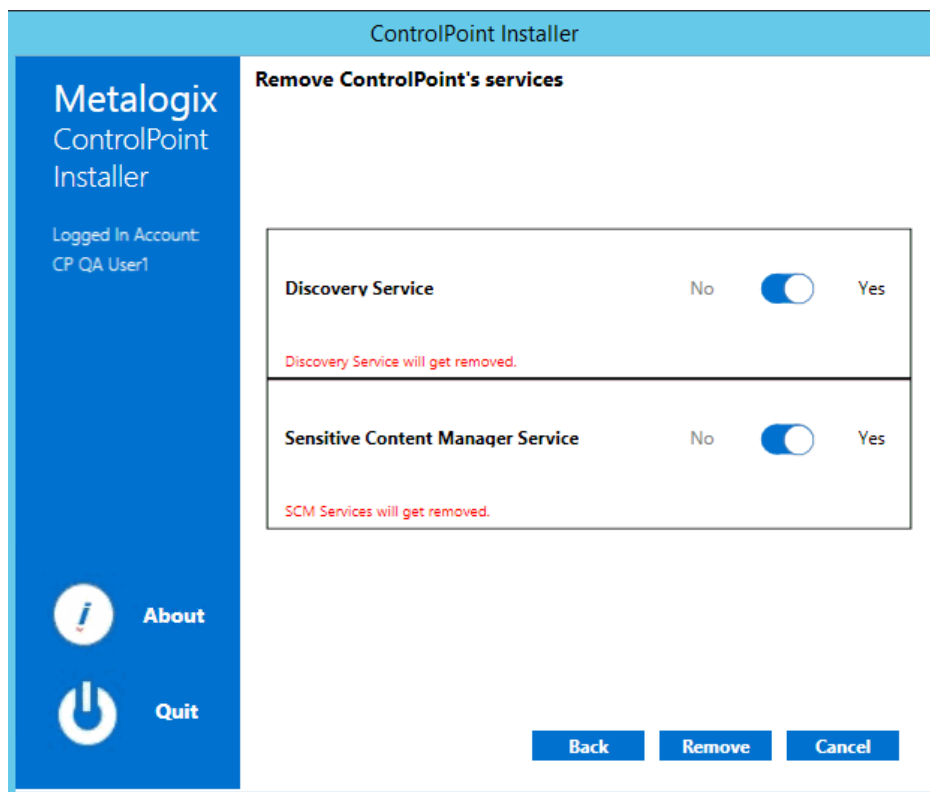 ControlPoint Installer
Metalogix
ControlPoint
Installer
Logged In Account:
CP QA User1
About
Quit
Remove ControlPoint's services
Discovery Service No Yes
Discovery Service will get removed.
Sensitive Content Manager Service No Yes
SCM Services will get removed.
Back Remove Cancel